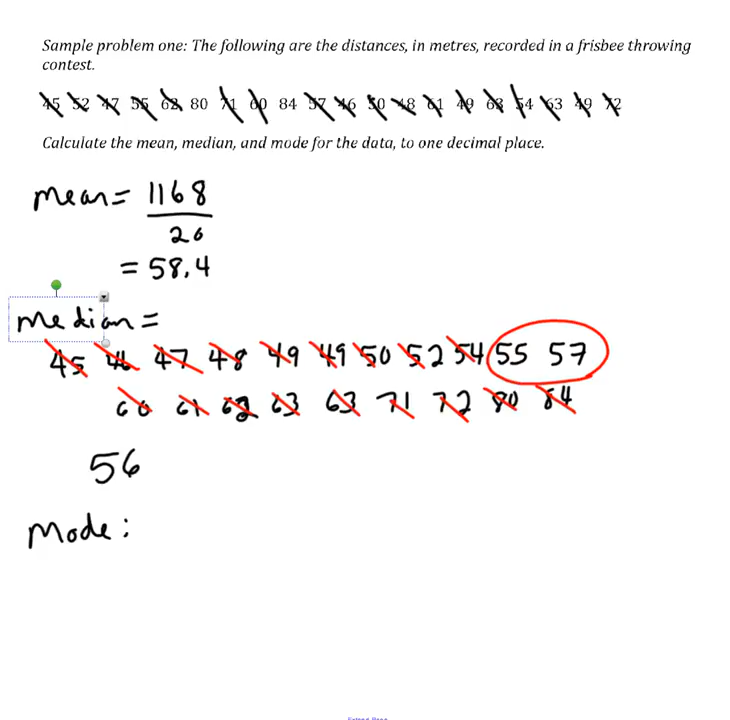 Sample problem one: The following are the distances, in metres, recorded in a frisbee throwing
contest.
45 52 47 55 62 80 71 60 84 57 46 50 48 61 49 63 54 63 49 72
Calculate the mean, median, and mode for the data, to one decimal place.
mean = 1168
20
= 58.4
median =
45 46 47 48 49 49 50 52 54 55 57
60 61 62 63 63 71 72 80 84
56
Mode: